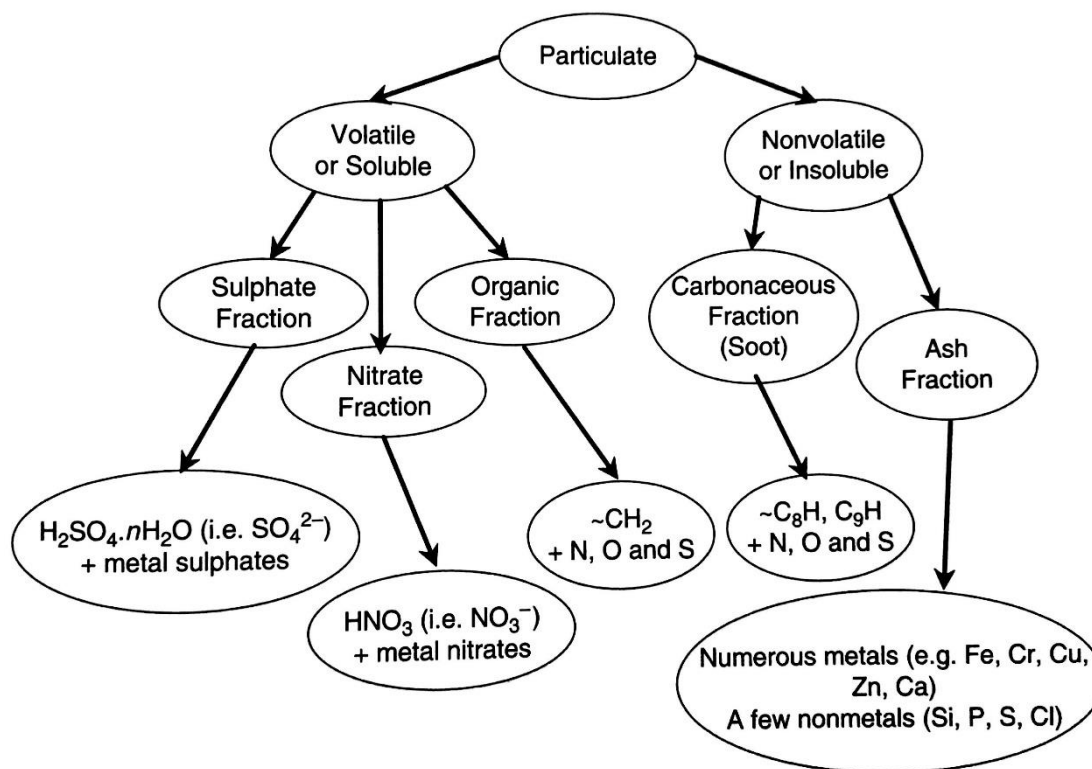 Particulate
Volatile
or Soluble
Nonvolatile
or Insoluble
Sulphate
Fraction
Organic
Fraction
Carbonaceous
Fraction
(Soot)
Nitrate
Fraction
Ash
Fraction
H₂SO₄.nH₂O (i.e. SO₄²⁻)
+ metal sulphates
~CH₂
+ N, O and S
~C₈H, C₉H
+ N, O and S
HNO₃ (i.e. NO₃⁻)
+ metal nitrates
Numerous metals (e.g. Fe, Cr, Cu,
Zn, Ca)
A few nonmetals (Si, P, S, Cl)